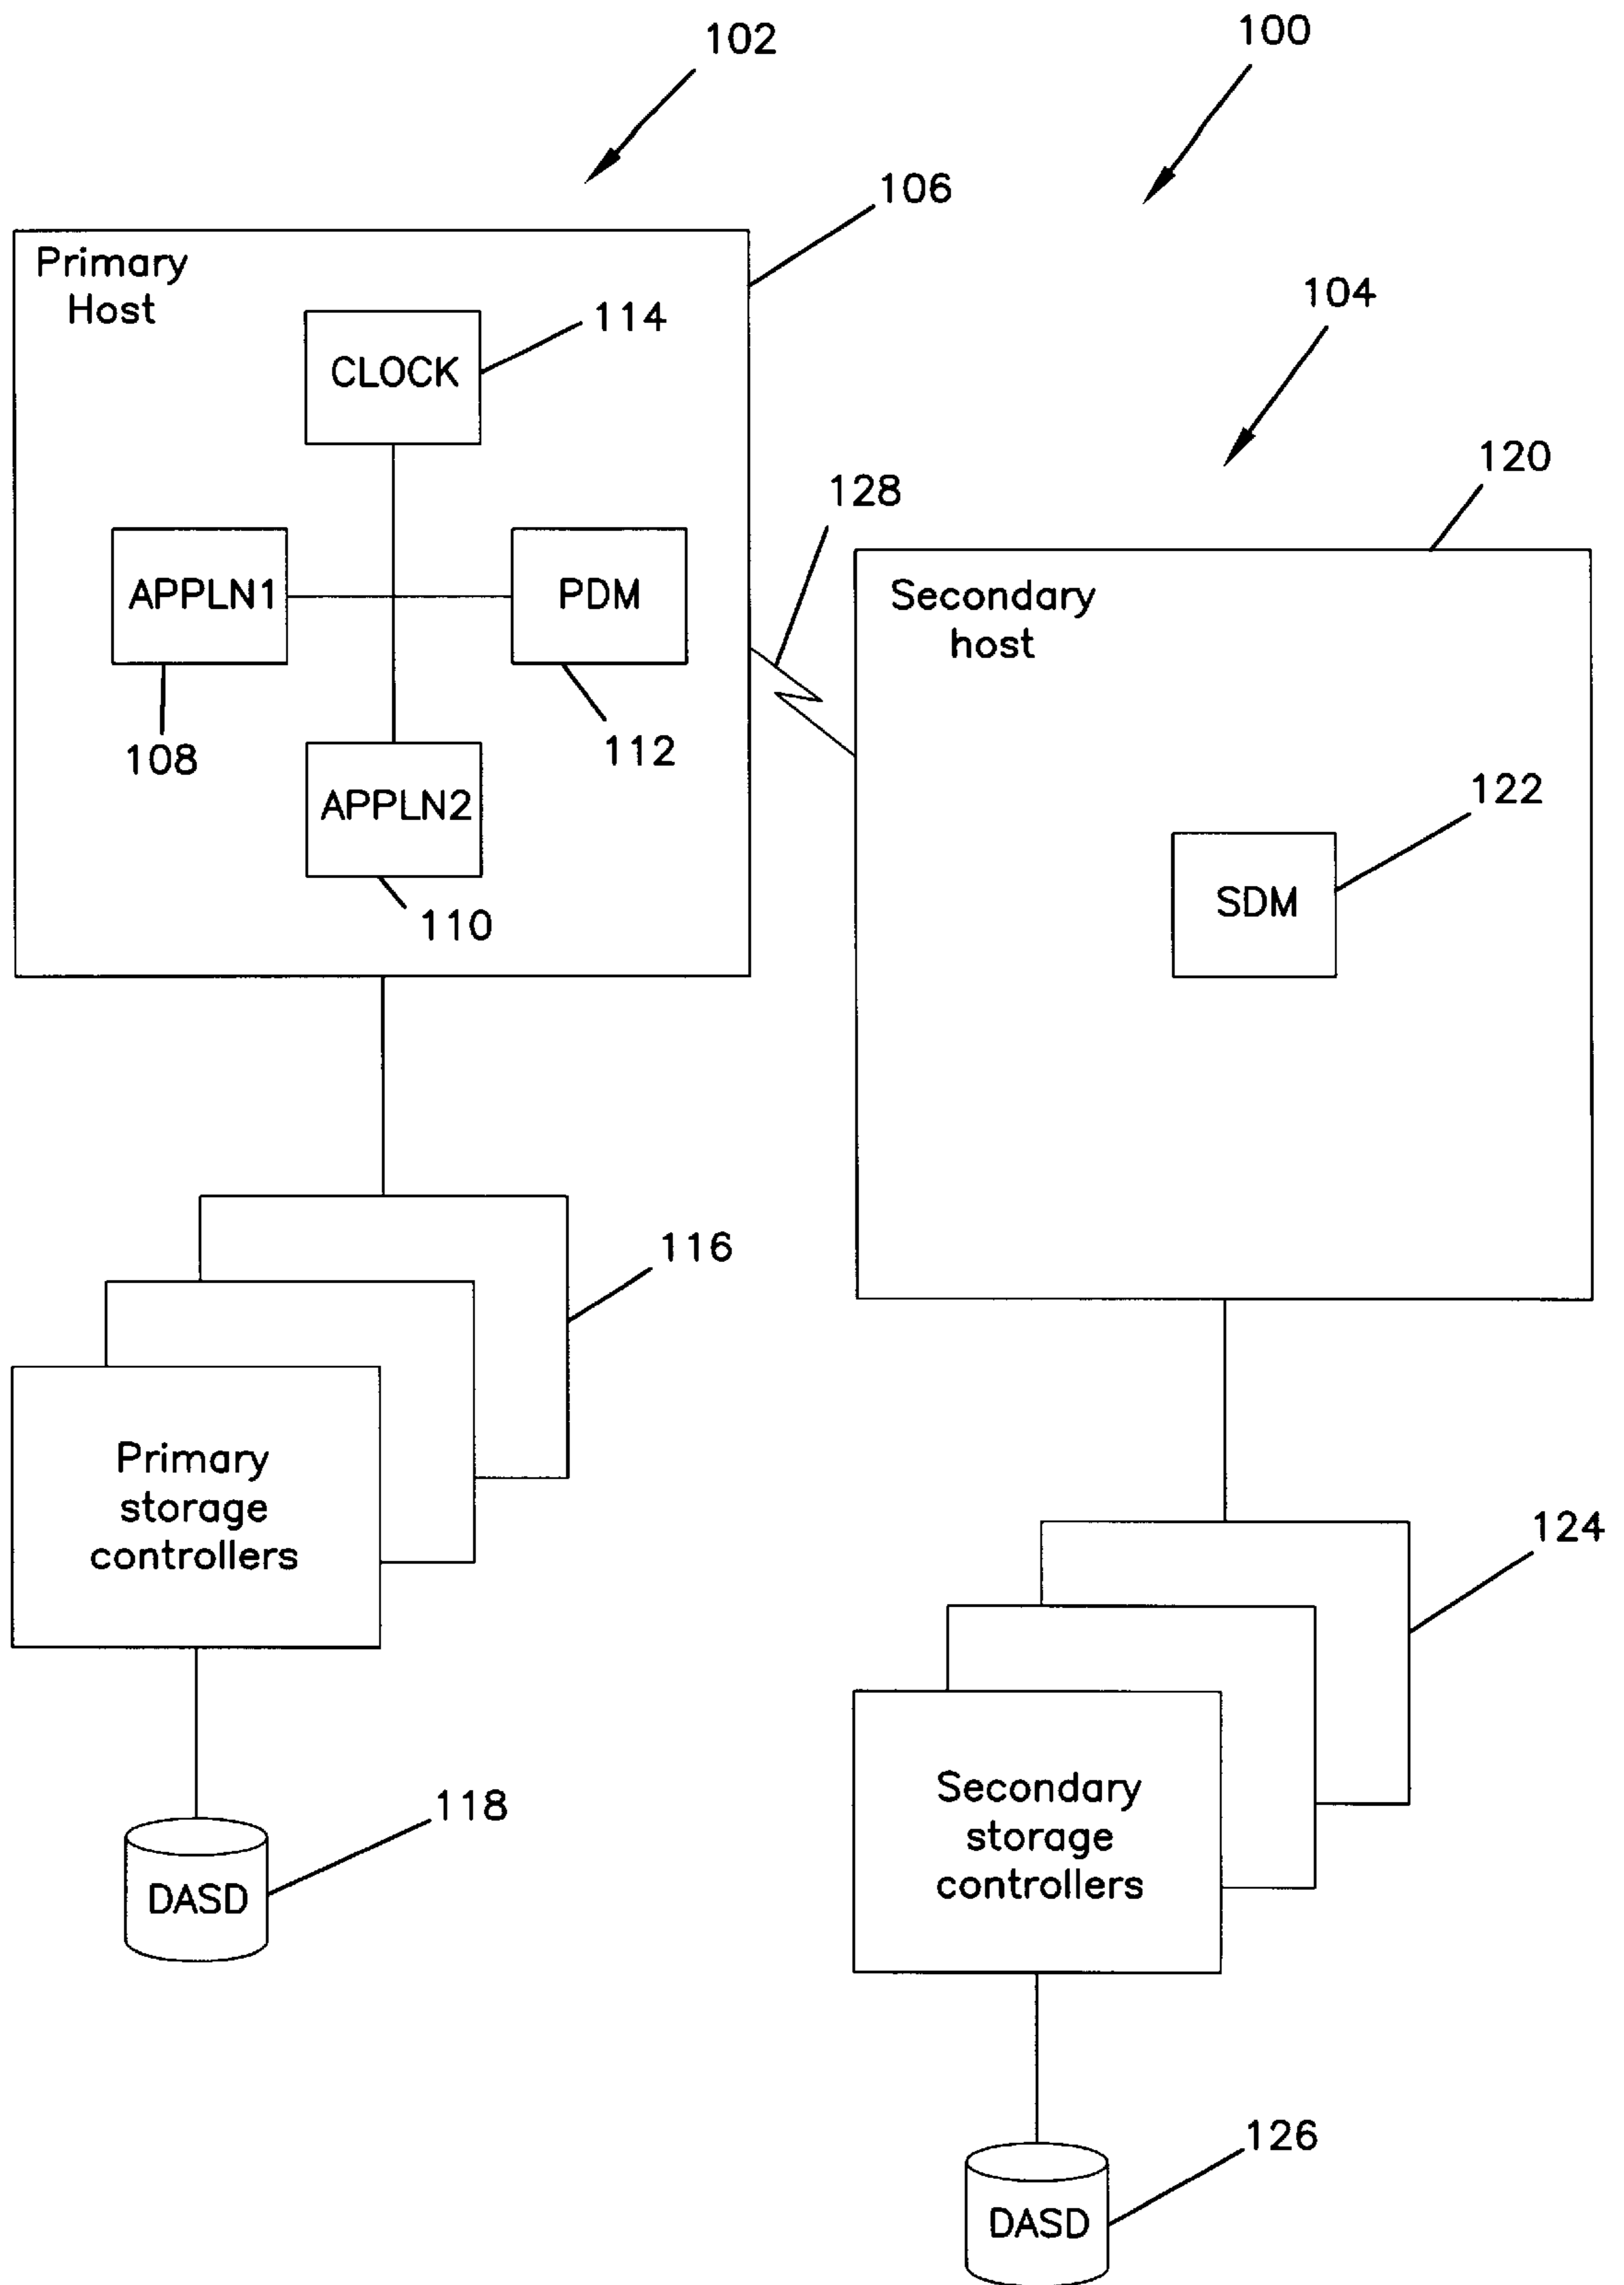 102
100
106
Primary
Host
114
CLOCK
104
120
128
APPLN1
PDM
Secondary
host
108
112
122
APPLN2
SDM
110
116
Primary
storage
controllers
124
Secondary
storage
controllers
118
DASD
126
DASD